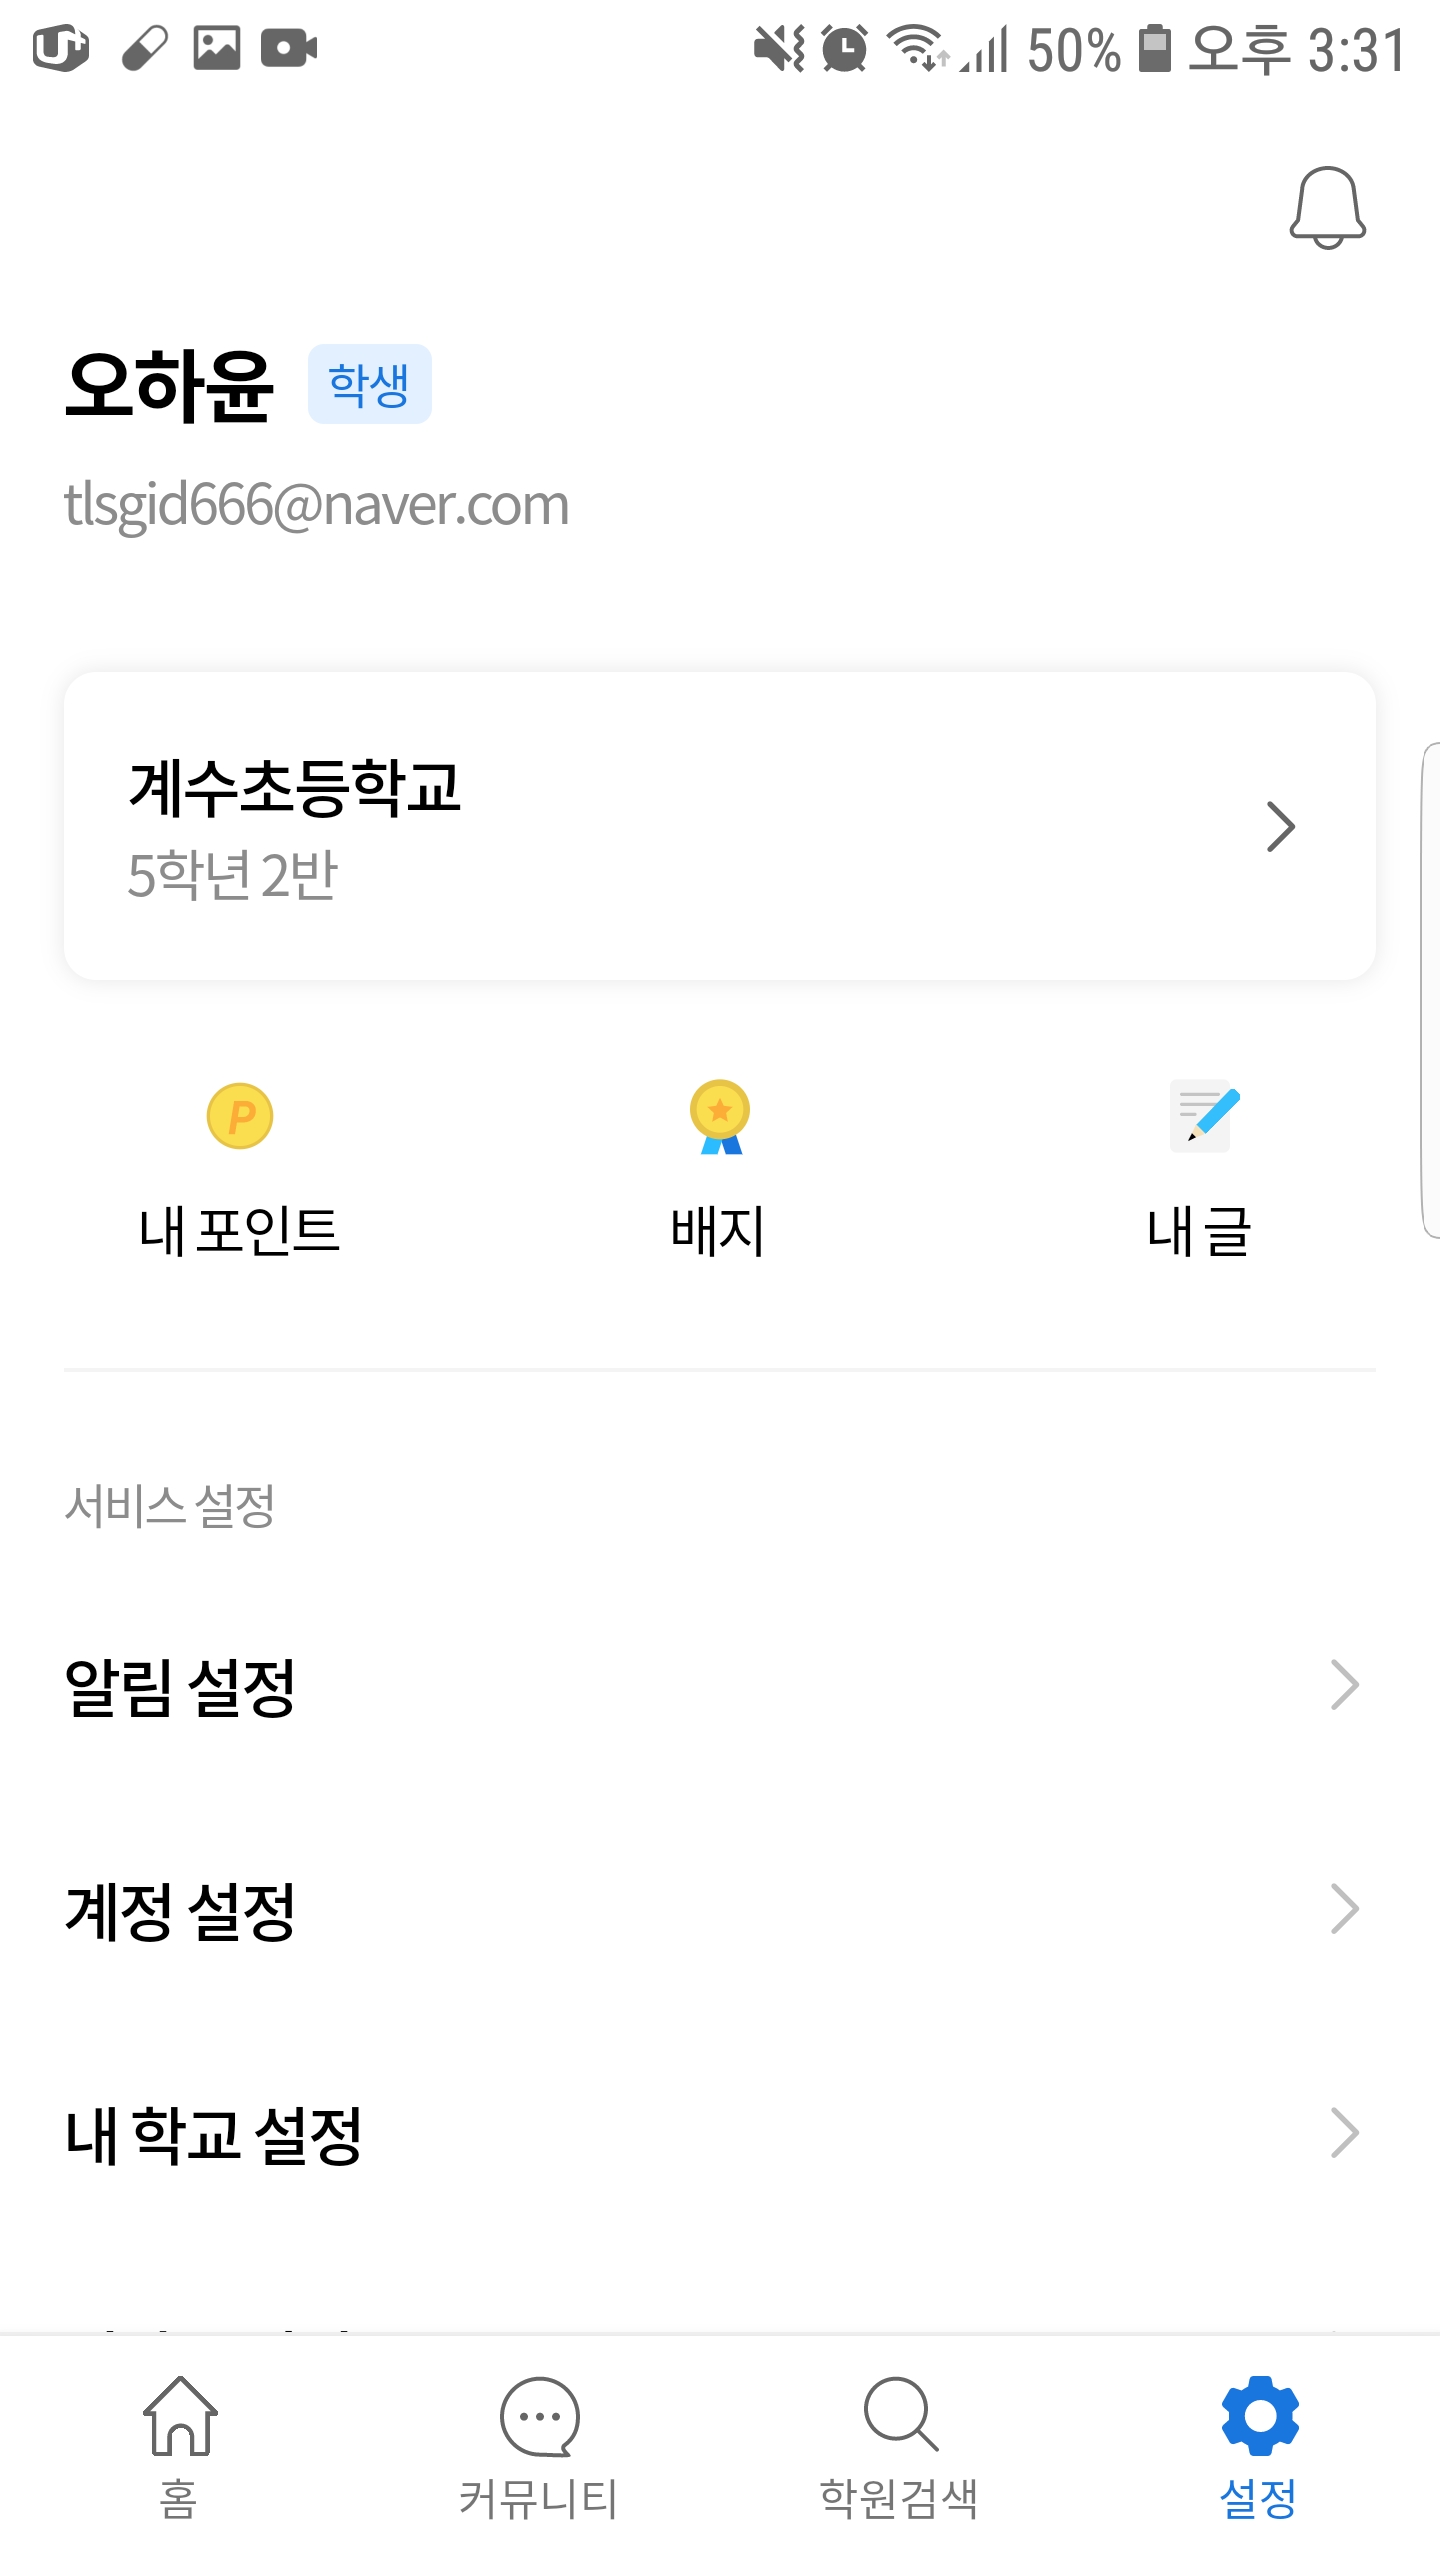 50% 오후 3:31
오하윤 학생
tlsgid666@naver.com
계수초등학교
5학년 2반
내 포인트 배지 내 글
서비스 설정
알림 설정
계정 설정
내 학교 설정
홈 커뮤니티 학원검색 설정